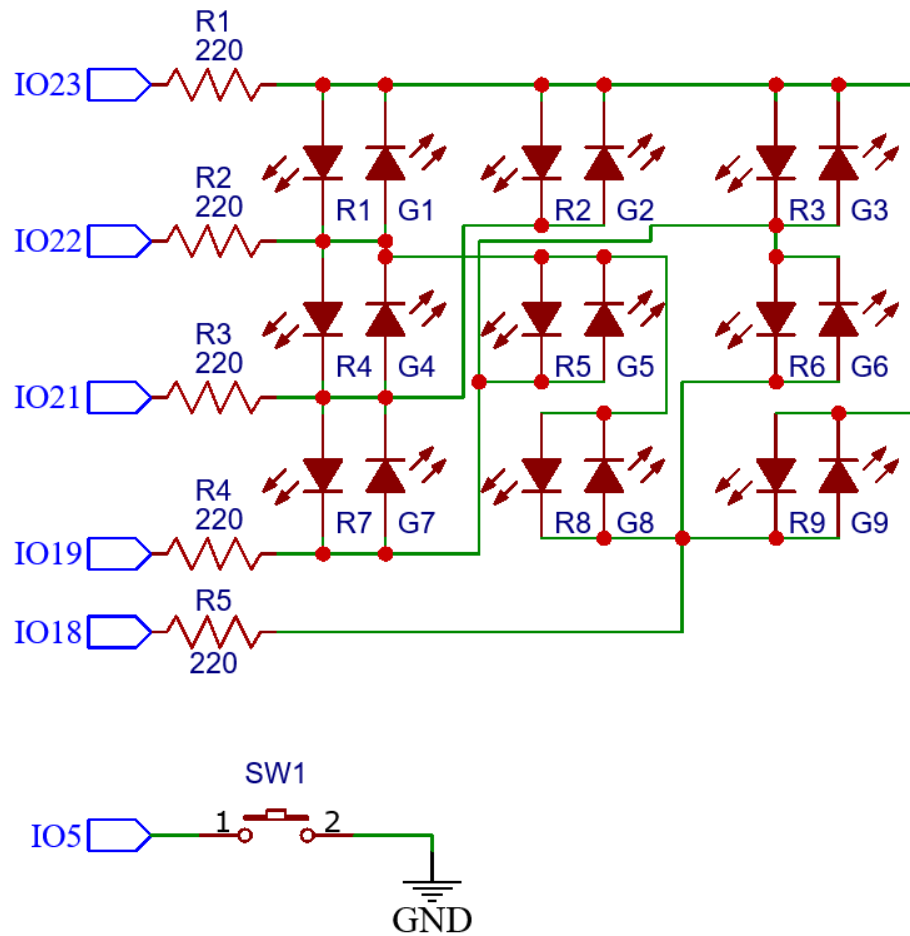 R1
220
IO23
R1 G1 R2 G2 R3 G3
R2
220
IO22
R3
220
R4 G4 R5 G5 R6 G6
IO21
R4
220
R7 G7 R8 G8 R9 G9
IO19
R5
IO18
220
SW1
1 2
IO5
GND